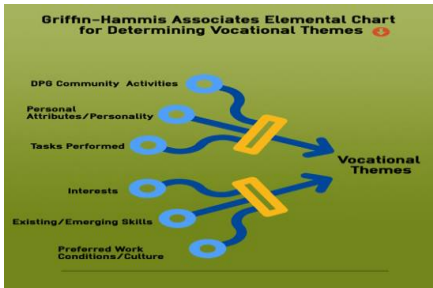 Griffin-Hammis Associates Elemental Chart
for Determining Vocational Themes
DPG Community Activities
Personal
Attributes/Personality
Tasks Performed
Interests
Existing/Emerging Skills
Preferred Work
Conditions/Culture
Vocational
Themes